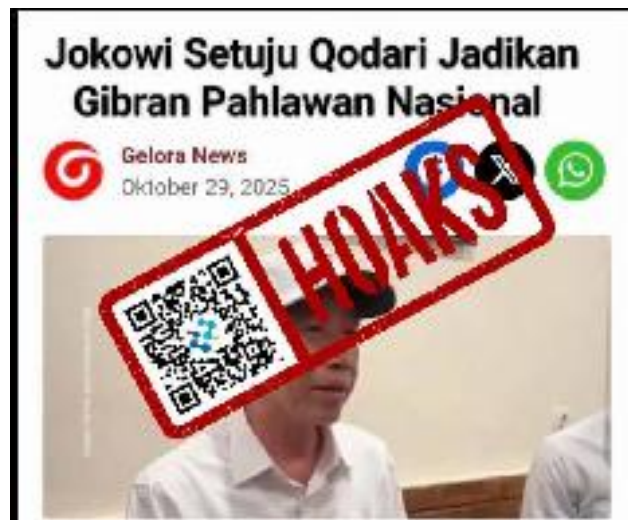 Jokowi Setuju Qodari Jadikan
Gibran Pahlawan Nasional
Gelora News
Oktober 29, 2025
HOAKS